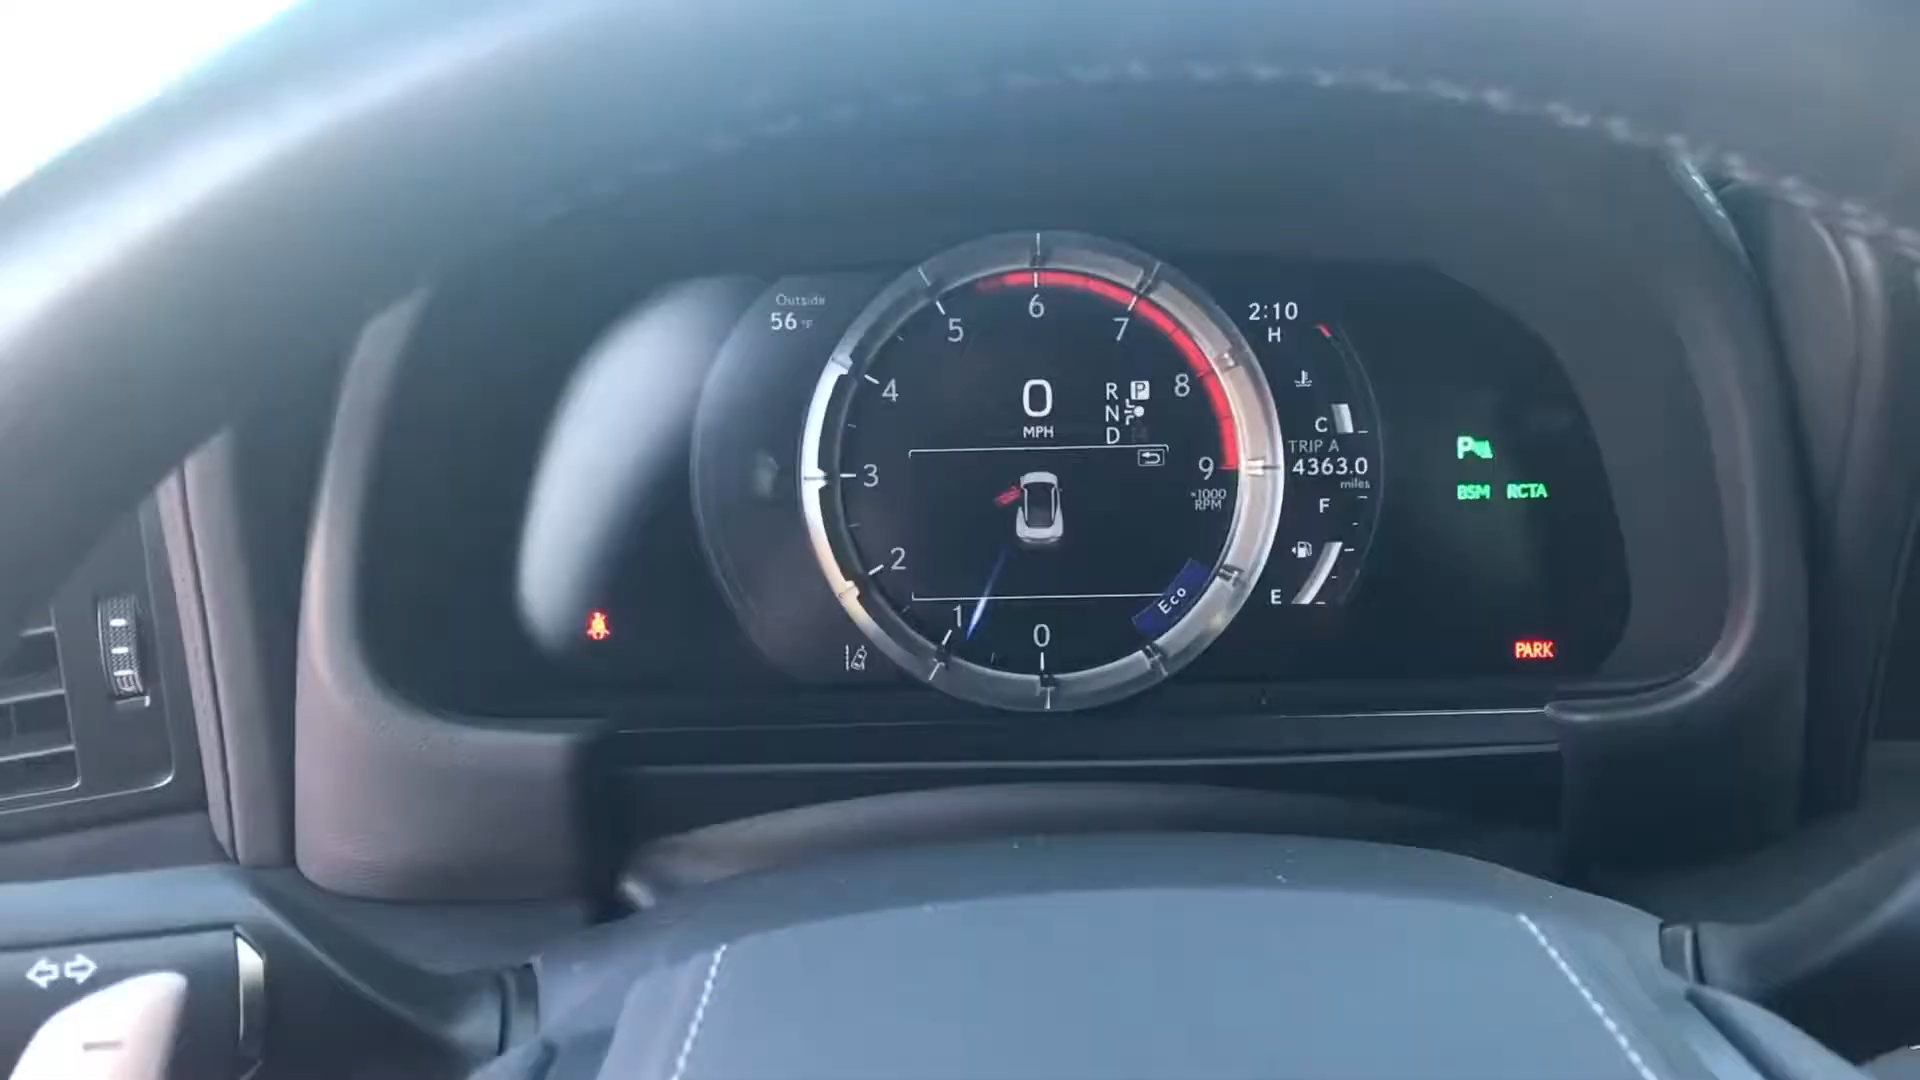 Outside
56 °F
6
5
7
4
8
3
9
2
1
0
×1000
RPM
0
MPH
R P
N
D
Eco
2:10
H
C
TRIP A
4363.0
miles
F
E
BSM RCTA
PARK
P